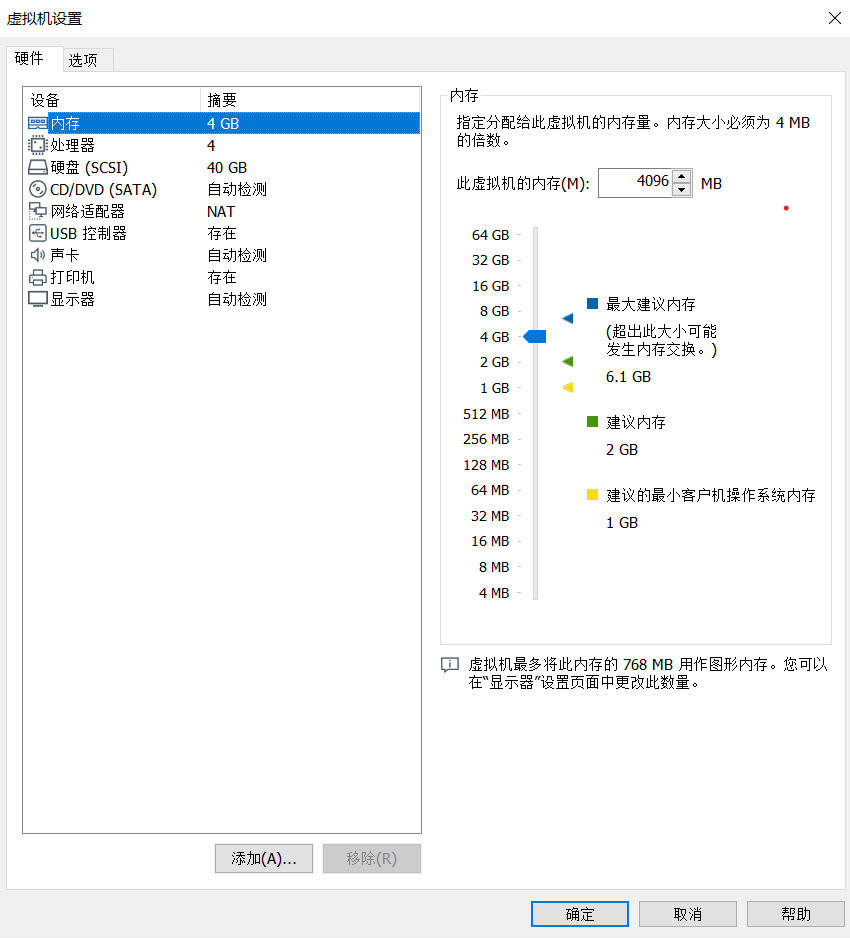 虚拟机设置
硬件
选项
设备 摘要
内存 4 GB
处理器 4
硬盘 (SCSI) 40 GB
CD/DVD (SATA) 自动检测
网络适配器 NAT
USB 控制器 存在
声卡 自动检测
打印机 存在
显示器 自动检测
添加(A)...
移除(R)
内存
指定分配给此虚拟机的内存量。内存大小必须为 4 MB
的倍数。
此虚拟机的内存(M): 4096 MB
64 GB
32 GB
16 GB
8 GB
4 GB
2 GB
1 GB
512 MB
256 MB
128 MB
64 MB
32 MB
16 MB
8 MB
4 MB
最大建议内存
(超出此大小可能
发生内存交换。)
6.1 GB
建议内存
2 GB
建议的最小客户机操作系统内存
1 GB
虚拟机最多将此内存的 768 MB 用作图形内存。您可以
在“显示器”设置页面中更改此数量。
确定
取消
帮助